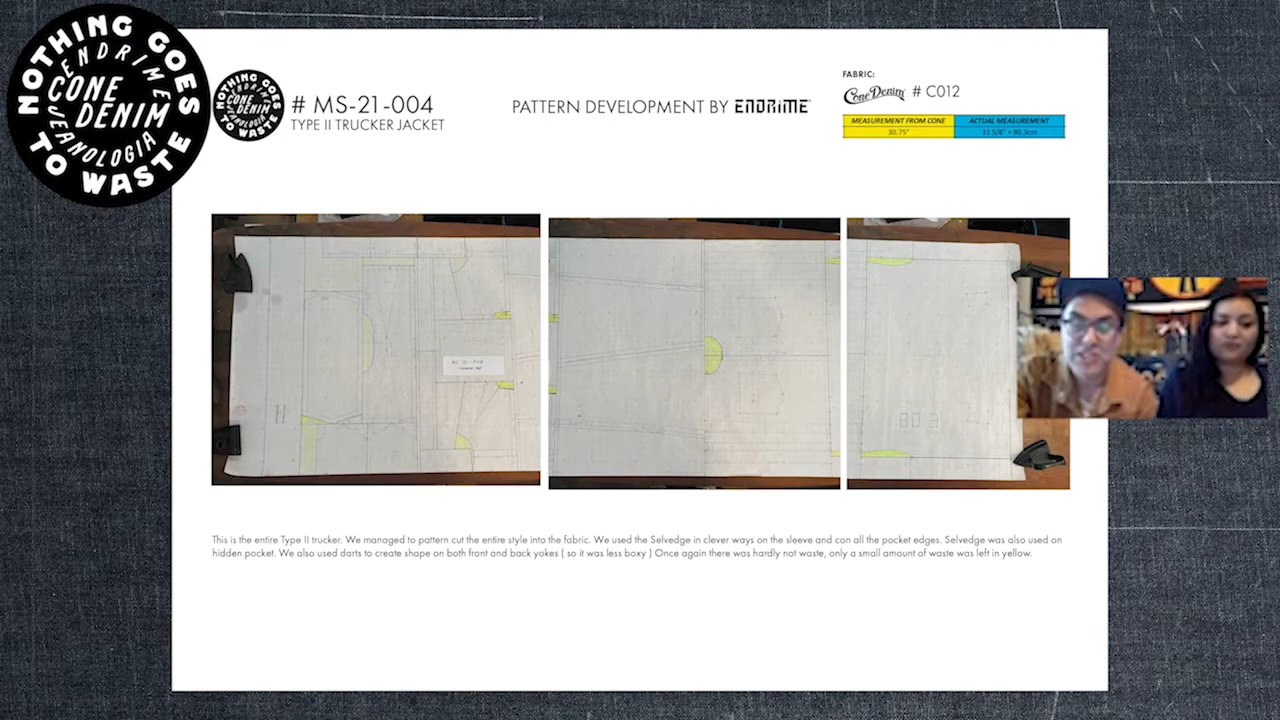 NOTHING GOES
TO WASTE
ENDRIME
CONE
DENIM
JEANOLOGIA
NOTHING GOES
TO WASTE
ENDRIME
CONE
DENIM
JEANOLOGIA
# MS-21-004
TYPE II TRUCKER JACKET
PATTERN DEVELOPMENT BY ENDRIME
FABRIC:
Cone Denim # C012
MEASUREMENT FROM CONE ACTUAL MEASUREMENT
30.75" 31 5/8" = 80.3cm
This is the entire Type II trucker. We managed to pattern cut the entire style into the fabric. We used the Selvedge in clever ways on the sleeve and con all the pocket edges. Selvedge was also used on
hidden pocket. We also used darts to create shape on both front and back yokes ( so it was less boxy ) Once again there was hardly not waste, only a small amount of waste was left in yellow.